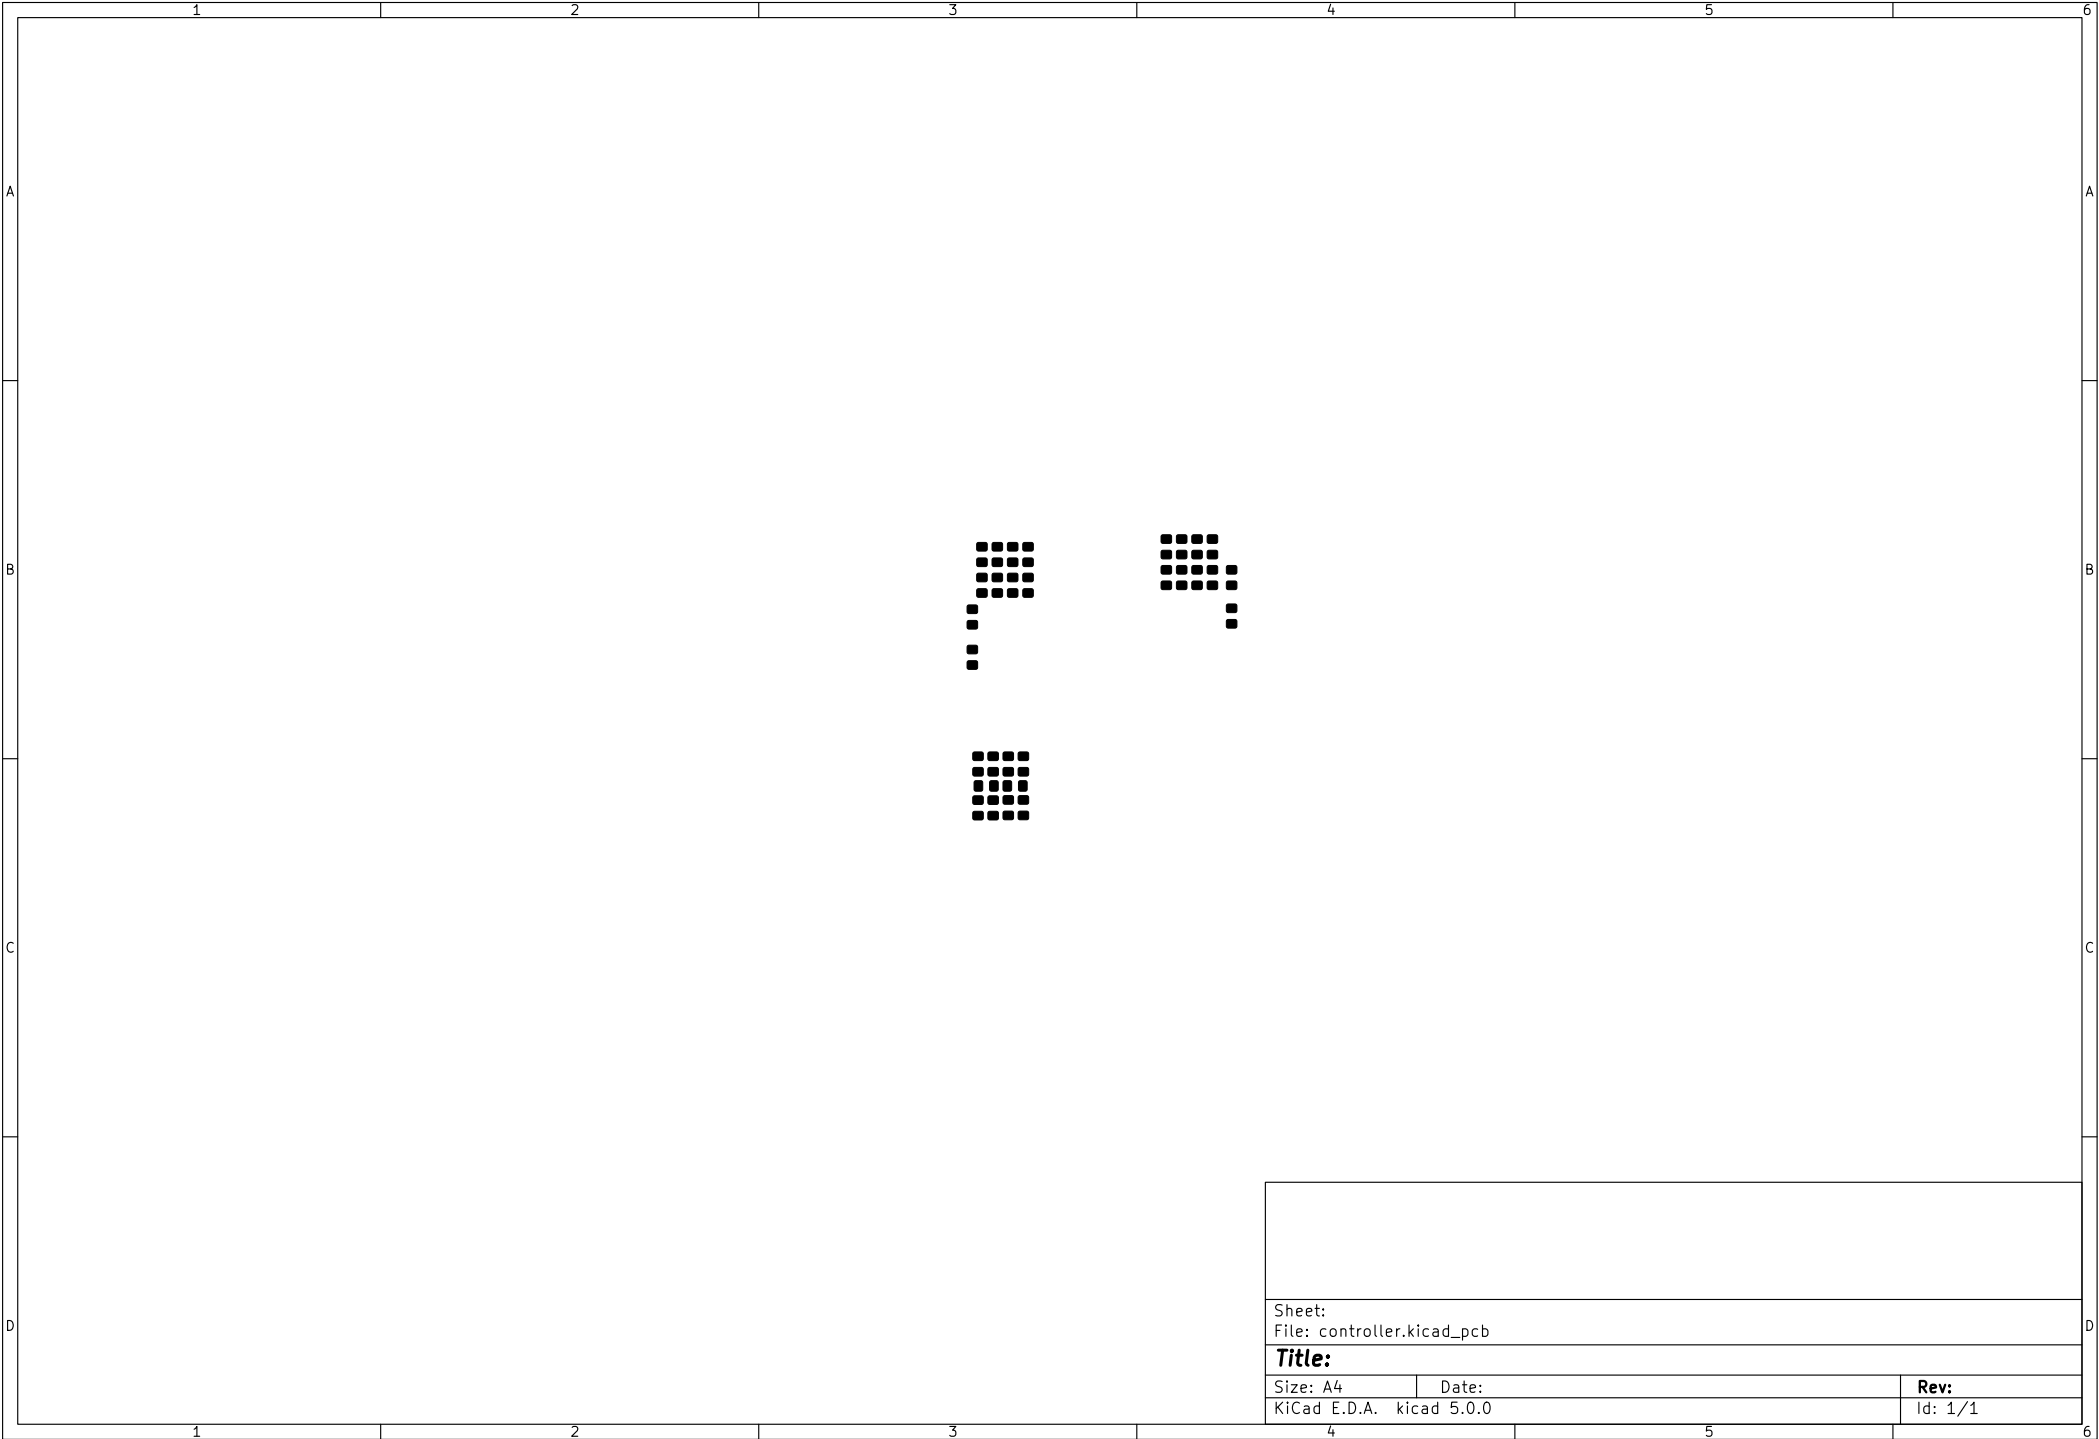 1 2 3 4 5 6
A A
B B
C C
D D
Sheet:
File: controller.kicad_pcb
Title:
Size: A4 Date: Rev:
KiCad E.D.A. kicad 5.0.0 Id: 1/1
1 2 3 4 5 6